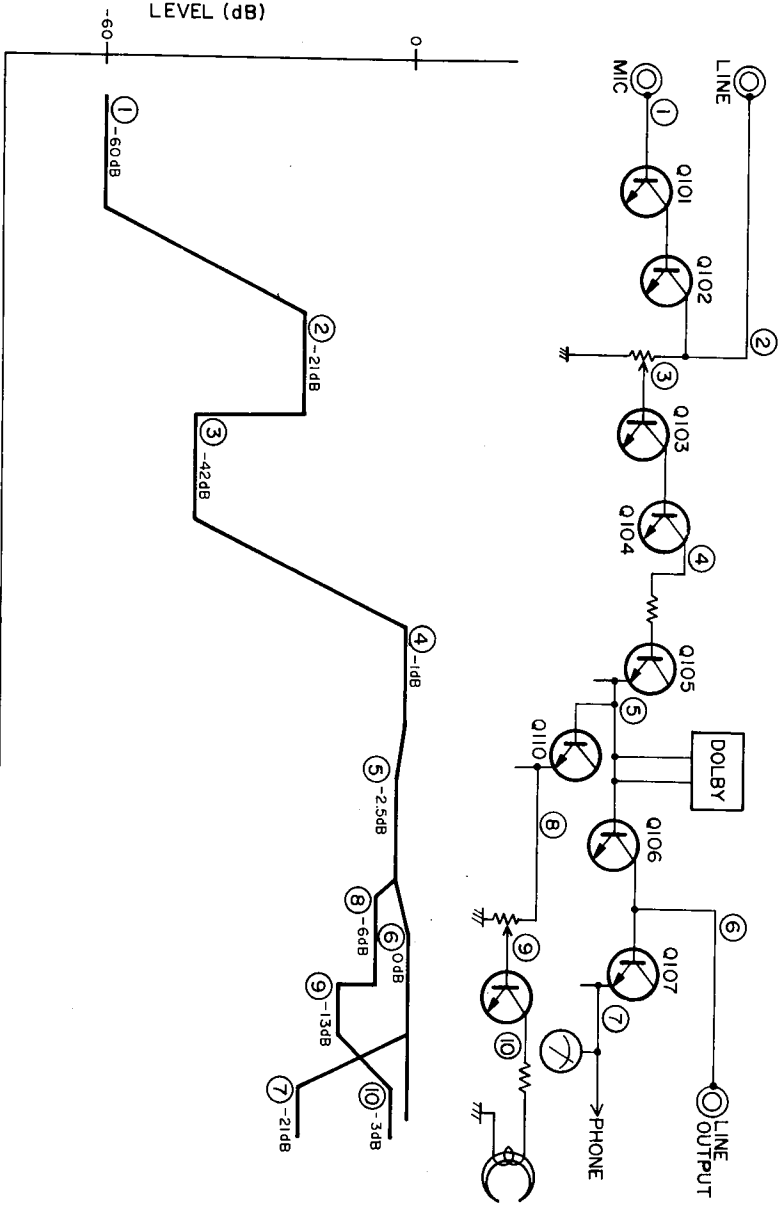 LINE
MIC
①
Q101
Q102
②
③
Q103
Q104
④
Q105
⑤
Q110
DOLBY
⑧
Q106
⑥
⑨
Q107
⑦
⑩
PHONE
LINE
OUTPUT
LEVEL (dB)
0
-60
① -60dB
② -21dB
③ -42dB
④ -1dB
⑤ -2.5dB
⑥ 0dB
⑧ -6dB
⑨ -13dB
⑩ -3dB
⑦ -21dB